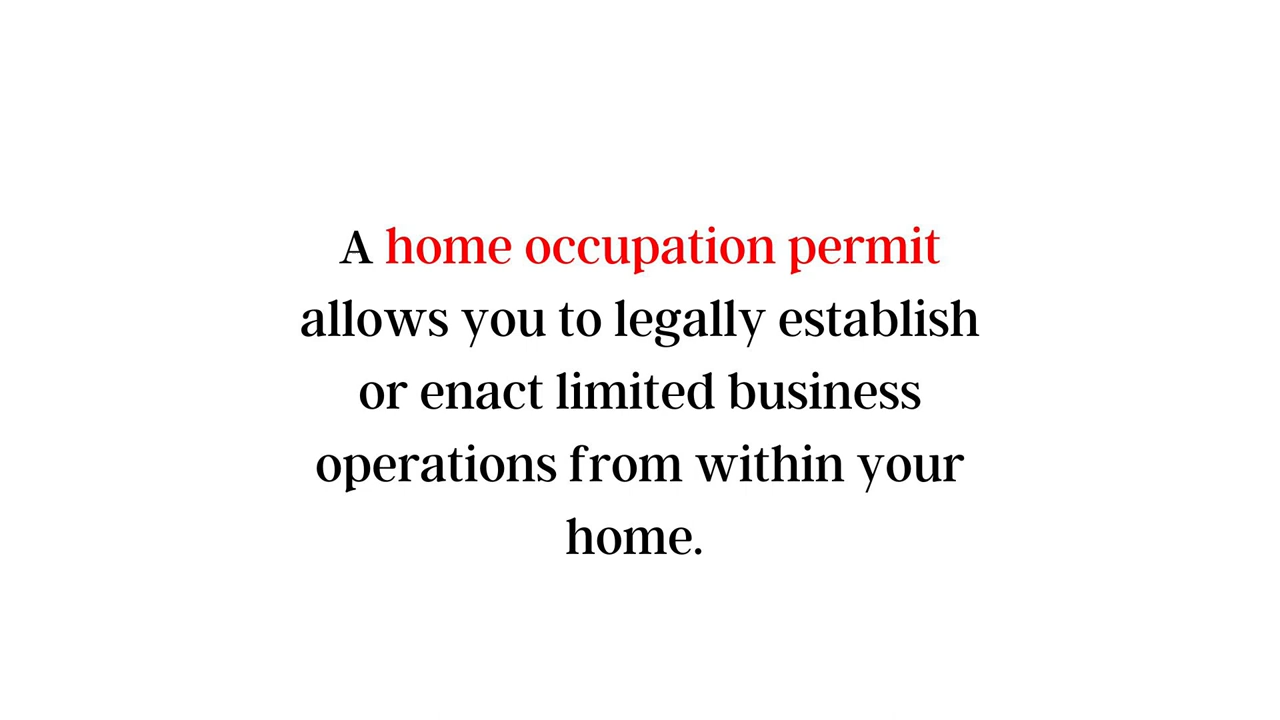 A home occupation permit
allows you to legally establish
or enact limited business
operations from within your
home.